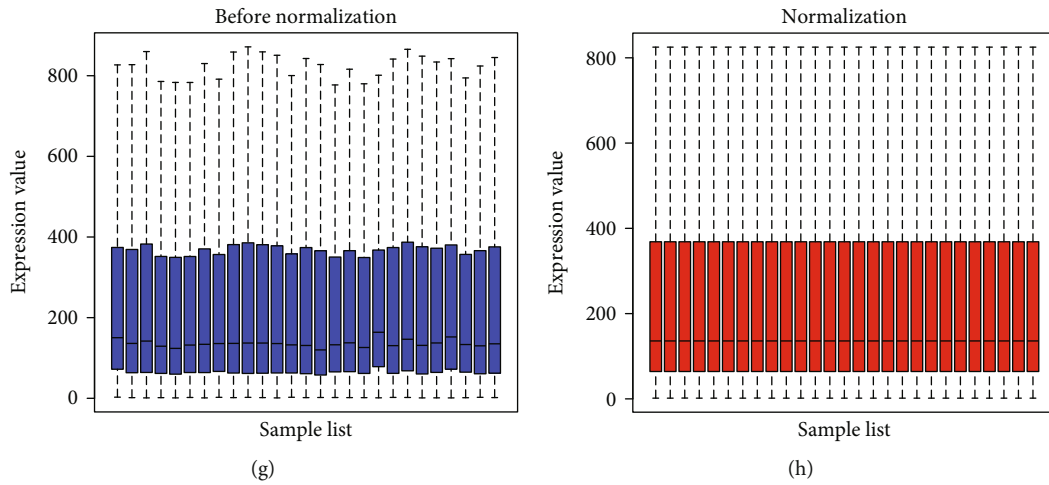 Before normalization
800
600
400
200
0
Expression value
Sample list
(g)
Normalization
800
600
400
200
0
Expression value
Sample list
(h)